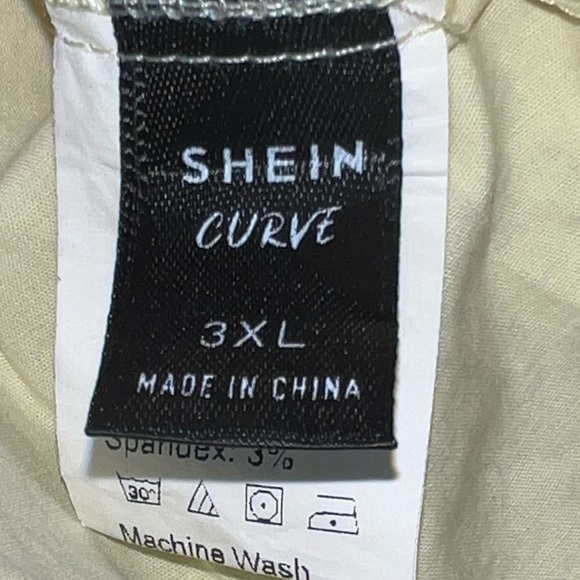 SHEIN
CURVE
3XL
MADE IN CHINA
Spandex: 3%
30°
Machine Wash